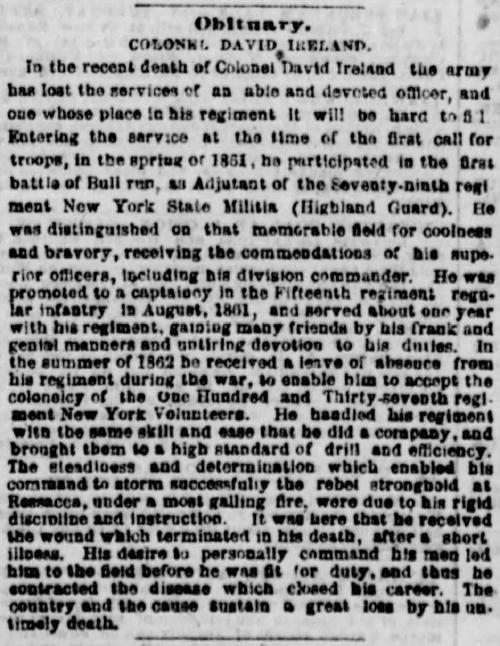 Obituary.
COLONEL DAVID IRELAND.
In the recent death of Colonel David Ireland the army
has lost the services of an able and devoted officer, and
one whose place in his regiment it will be hard to fill.
Entering the service at the time of the first call for
troops, in the spring of 1861, he participated in the first
battle of Bull run, as Adjutant of the Seventy-ninth regi
ment New York State Militia (Highland Guard). He
was distinguished on that memorable field for coolness
and bravery, receiving the commendations of his supe-
rior officers, including his division commander. He was
promoted to a captaincy in the Fifteenth regiment regu-
lar infantry in August, 1861, and served about one year
with his regiment, gaining many friends by his frank and
genial manners and untiring devotion to his duties. In
the summer of 1862 he received a leave of absence from
his regiment during the war, to enable him to accept the
colonelcy of the One Hundred and Thirty-seventh regi-
ment New York Volunteers. He handled his regiment
with the same skill and ease that he did a company, and
brought them to a high standard of drill and efficiency.
The steadiness and determination which enabled his
command to storm successfully the rebel stronghold at
Ressacca, under a most galling fire, were due to his rigid
discipline and instruction. It was here that he received
the wound which terminated in his death, after a short
illness. His desire to personally command his men led
him to the field before he was fit for duty, and thus he
contracted the disease which closed his career. The
country and the cause sustain a great loss by his un-
timely death.